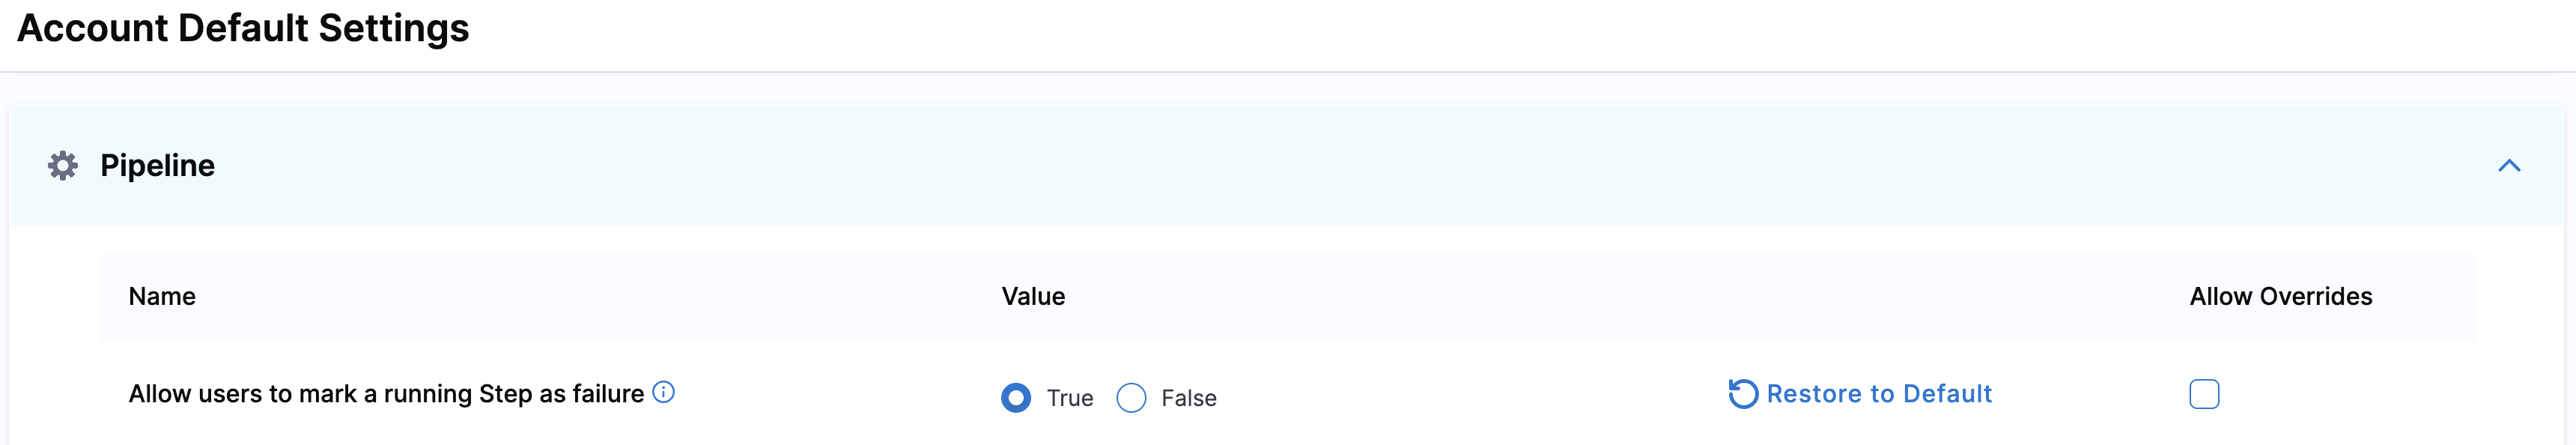 Account Default Settings
Pipeline
Name Value Allow Overrides
Allow users to mark a running Step as failure True False Restore to Default